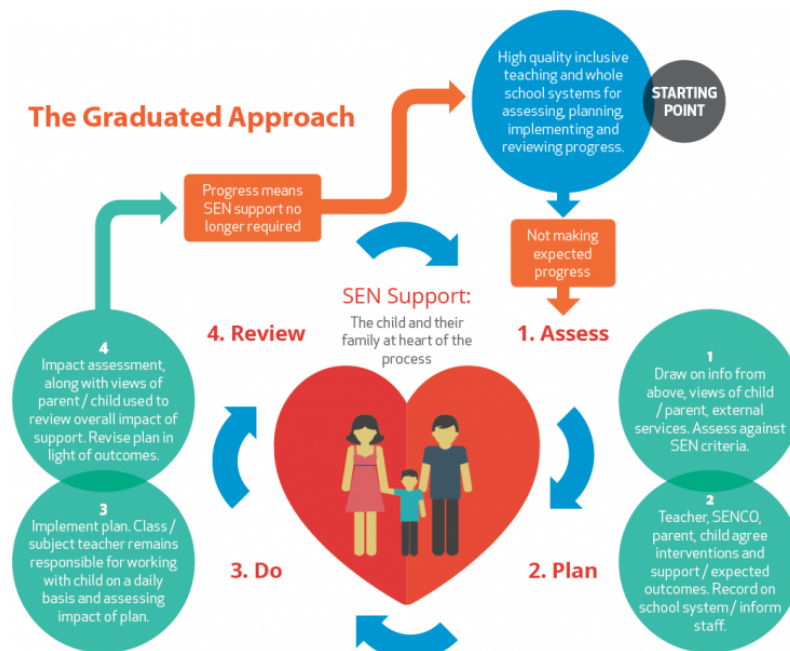 The Graduated Approach
High quality inclusive
teaching and whole
school systems for
assessing, planning,
implementing and
reviewing progress.
STARTING
POINT
Progress means
SEN support no
longer required
Not making
expected
progress
SEN Support:
The child and their
family at heart of the
process
4. Review
1. Assess
4
Impact assessment,
along with views of
parent / child used to
review overall impact of
support. Revise plan in
light of outcomes.
1
Draw on info from
above, views of child
/ parent, external
services. Assess against
SEN criteria.
3
Implement plan. Class /
subject teacher remains
responsible for working
with child on a daily
basis and assessing
impact of plan.
3. Do
2. Plan
2
Teacher, SENCO,
parent, child agree
interventions and
support / expected
outcomes. Record on
school system / inform
staff.